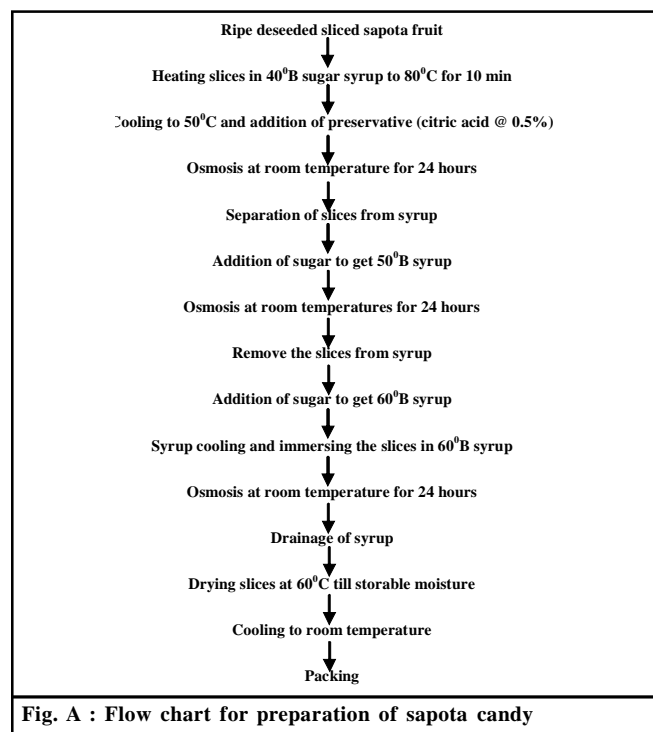 Ripe deseeded sliced sapota fruit
Heating slices in 40⁰B sugar syrup to 80⁰C for 10 min
Cooling to 50⁰C and addition of preservative (citric acid @ 0.5%)
Osmosis at room temperature for 24 hours
Separation of slices from syrup
Addition of sugar to get 50⁰B syrup
Osmosis at room temperatures for 24 hours
Remove the slices from syrup
Addition of sugar to get 60⁰B syrup
Syrup cooling and immersing the slices in 60⁰B syrup
Osmosis at room temperature for 24 hours
Drainage of syrup
Drying slices at 60⁰C till storable moisture
Cooling to room temperature
Packing
Fig. A : Flow chart for preparation of sapota candy